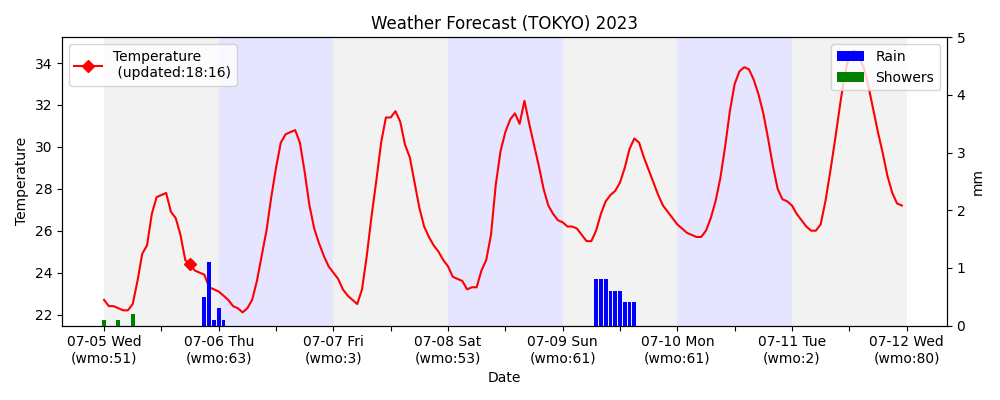 Weather Forecast (TOKYO) 2023
Temperature
(updated:18:16)
Rain
Showers
Temperature
34
32
30
28
26
24
22
5
4
3
2
1
0
mm
07-05 Wed
(wmo:51)
07-06 Thu
(wmo:63)
07-07 Fri
(wmo:3)
07-08 Sat
(wmo:53)
07-09 Sun
(wmo:61)
07-10 Mon
(wmo:61)
07-11 Tue
(wmo:2)
07-12 Wed
(wmo:80)
Date